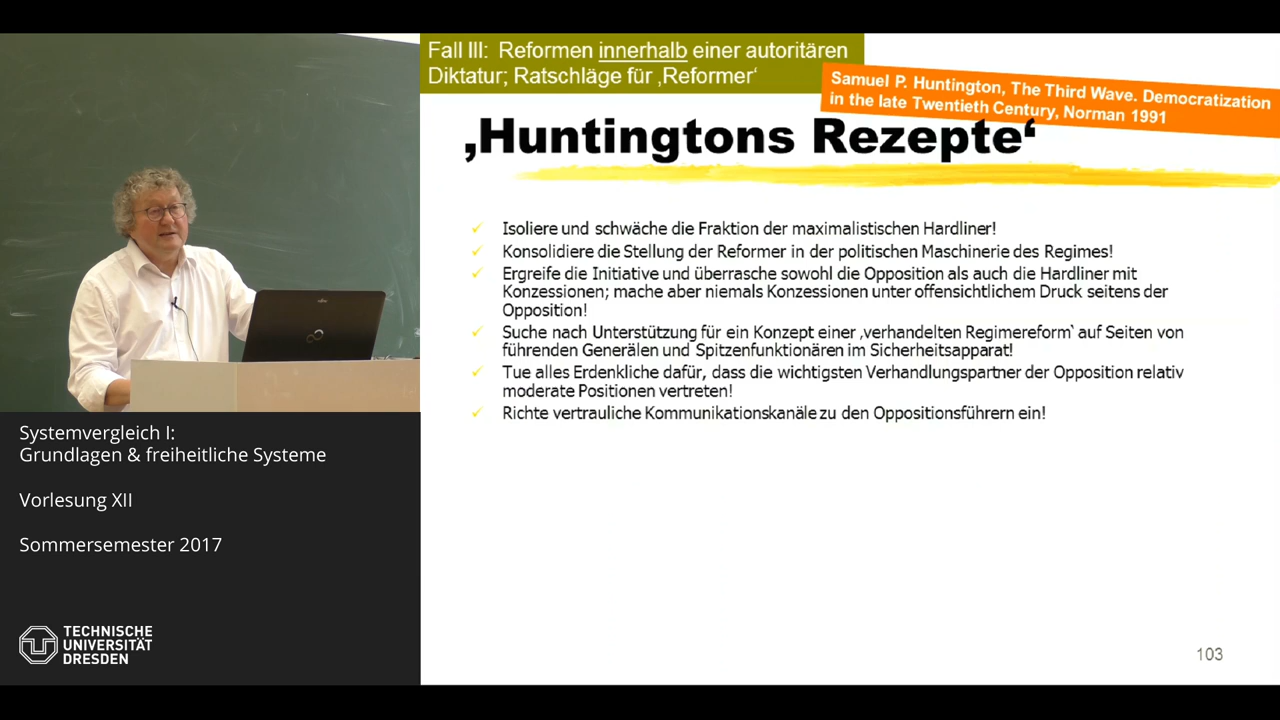 Fall III: Reformen innerhalb einer autoritären
Diktatur; Ratschläge für ‚Reformer‘
Samuel P. Huntington, The Third Wave. Democratization
in the late Twentieth Century, Norman 1991
‚Huntingtons Rezepte‘
Isoliere und schwäche die Fraktion der maximalistischen Hardliner!
Konsolidiere die Stellung der Reformer in der politischen Maschinerie des Regimes!
Ergreife die Initiative und überrasche sowohl die Opposition als auch die Hardliner mit
Konzessionen; mache aber niemals Konzessionen unter offensichtlichem Druck seitens der
Opposition!
Suche nach Unterstützung für ein Konzept einer ‚verhandelten Regimereform‘ auf Seiten von
führenden Generälen und Spitzenfunktionären im Sicherheitsapparat!
Tue alles Erdenkliche dafür, dass die wichtigsten Verhandlungspartner der Opposition relativ
moderate Positionen vertreten!
Richte vertrauliche Kommunikationskanäle zu den Oppositionsführern ein!
103
Systemvergleich I:
Grundlagen & freiheitliche Systeme
Vorlesung XII
Sommersemester 2017
TECHNISCHE
UNIVERSITÄT
DRESDEN